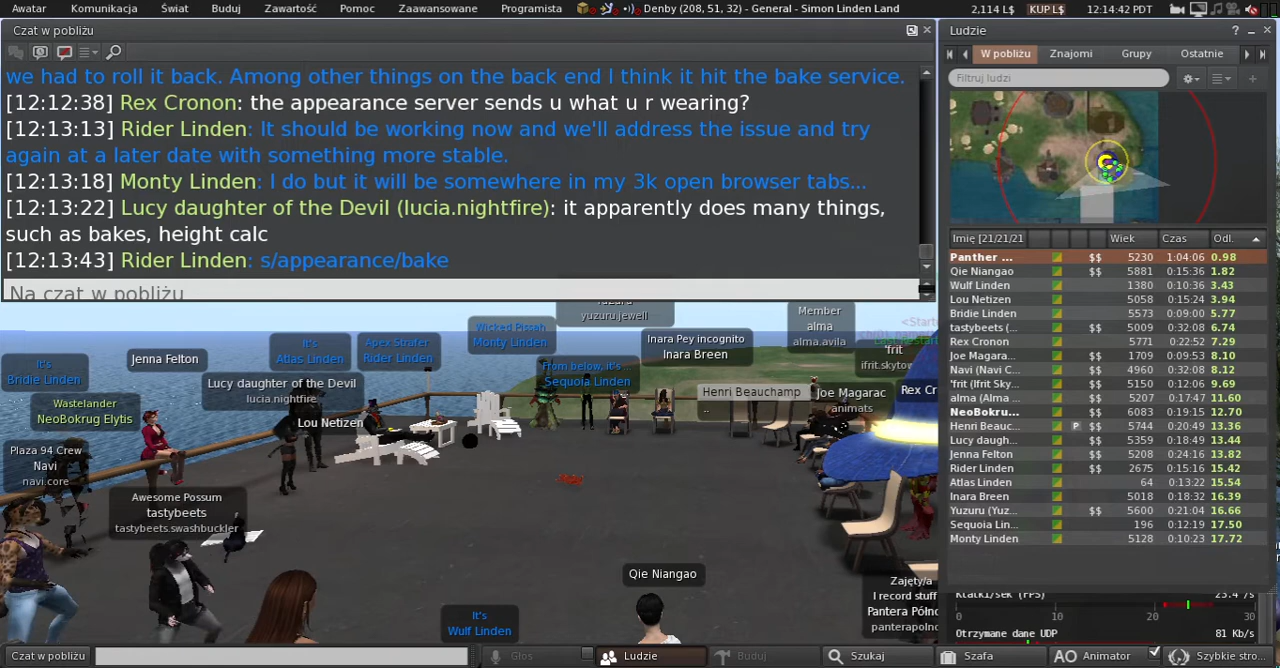 Awatar Komunikacja Świat Buduj Zawartość Pomoc Zaawansowane Programista Denby (208, 51, 32) - General - Simon Linden Land 2,114 L$ KUP L$ 12:14:42 PDT
Czat w pobliżu
we had to roll it back. Among other things on the back end I think it hit the bake service.
[12:12:38] Rex Cronon: the appearance server sends u what u r wearing?
[12:13:13] Rider Linden: It should be working now and we'll address the issue and try
again at a later date with something more stable.
[12:13:18] Monty Linden: I do but it will be somewhere in my 3k open browser tabs...
[12:13:22] Lucy daughter of the Devil (lucia.nightfire): it apparently does many things,
such as bakes, height calc
[12:13:43] Rider Linden: s/appearance/bake
Na czat w pobliżu
Ludzie
W pobliżu Znajomi Grupy Ostatnie
Filtruj ludzi
Imię [21/21/21 Wiek Czas Odl.
Panther ... $$ 5230 1:04:06 0.98
Qie Niangao $$ 5881 0:15:36 1.82
Wulf Linden 1380 0:10:36 3.43
Lou Netizen 5058 0:15:24 3.94
Bridie Linden 5573 0:09:00 5.77
tastybeets (... $$ 5009 0:32:08 6.74
Rex Cronon 5771 0:22:52 7.29
Joe Magara... $$ 1709 0:09:53 8.10
Navi (Navi C... $$ 4960 0:32:08 8.12
'frit (Ifrit Sky... $$ 5150 0:12:06 9.69
alma (Alma ... $$ 5207 0:17:47 11.60
NeoBokru... $$ 6083 0:19:15 12.70
Henri Beauc... P $$ 5744 0:20:49 13.36
Lucy daugh... $$ 5359 0:18:49 13.44
Jenna Felton $$ 5208 0:24:16 13.82
Rider Linden $$ 2675 0:15:16 15.42
Atlas Linden 64 0:13:22 15.54
Inara Breen 5018 0:18:32 16.39
Yuzuru (Yuz... $$ 5600 0:21:04 16.66
Sequoia Lin... 196 0:12:19 17.50
Monty Linden 5128 0:10:23 17.72
Klatki/sek (FPS) 23.4 /s
0 10 20 30
Otrzymane dane UDP 81 Kb/s
yuzuru.jewell
Member
alma
alma.avila
'frit
ifrit.skytow
Wicked Pissah
Monty Linden
Apex Strafer
Rider Linden
It's
Atlas Linden
Inara Pey incognito
Inara Breen
Jenna Felton
It's
Bridie Linden
From below, it's ...
Sequoia Linden
Lucy daughter of the Devil
lucia.nightfire
Henri Beauchamp
..
Joe Magarac
animats
Rex Cr
Wastelander
NeoBokrug Elytis
Lou Netizen
Plaza 94 Crew
Navi
navi.core
Awesome Possum
tastybeets
tastybeets.swashbuckler
Qie Niangao
Zajęty/a
I record stuff
Pantera Półno
panterapolno
It's
Wulf Linden
Czat w pobliżu Głos Ludzie Buduj Szukaj Szafa AO Animator Szybkie stro...